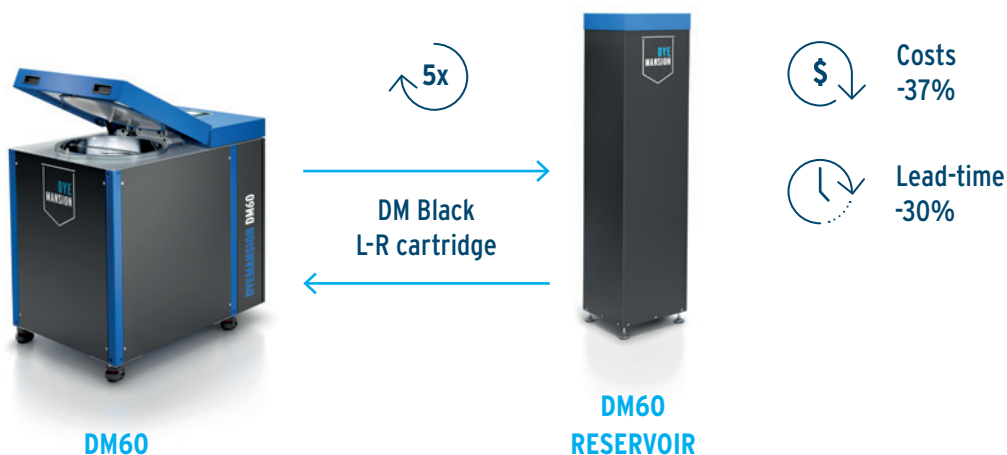 DYE
MANSION
DYEMANSION DM60
DM60
5x
DM Black
L-R cartridge
DYE
MANSION
DM60
RESERVOIR
$
Costs
-37%
Lead-time
-30%